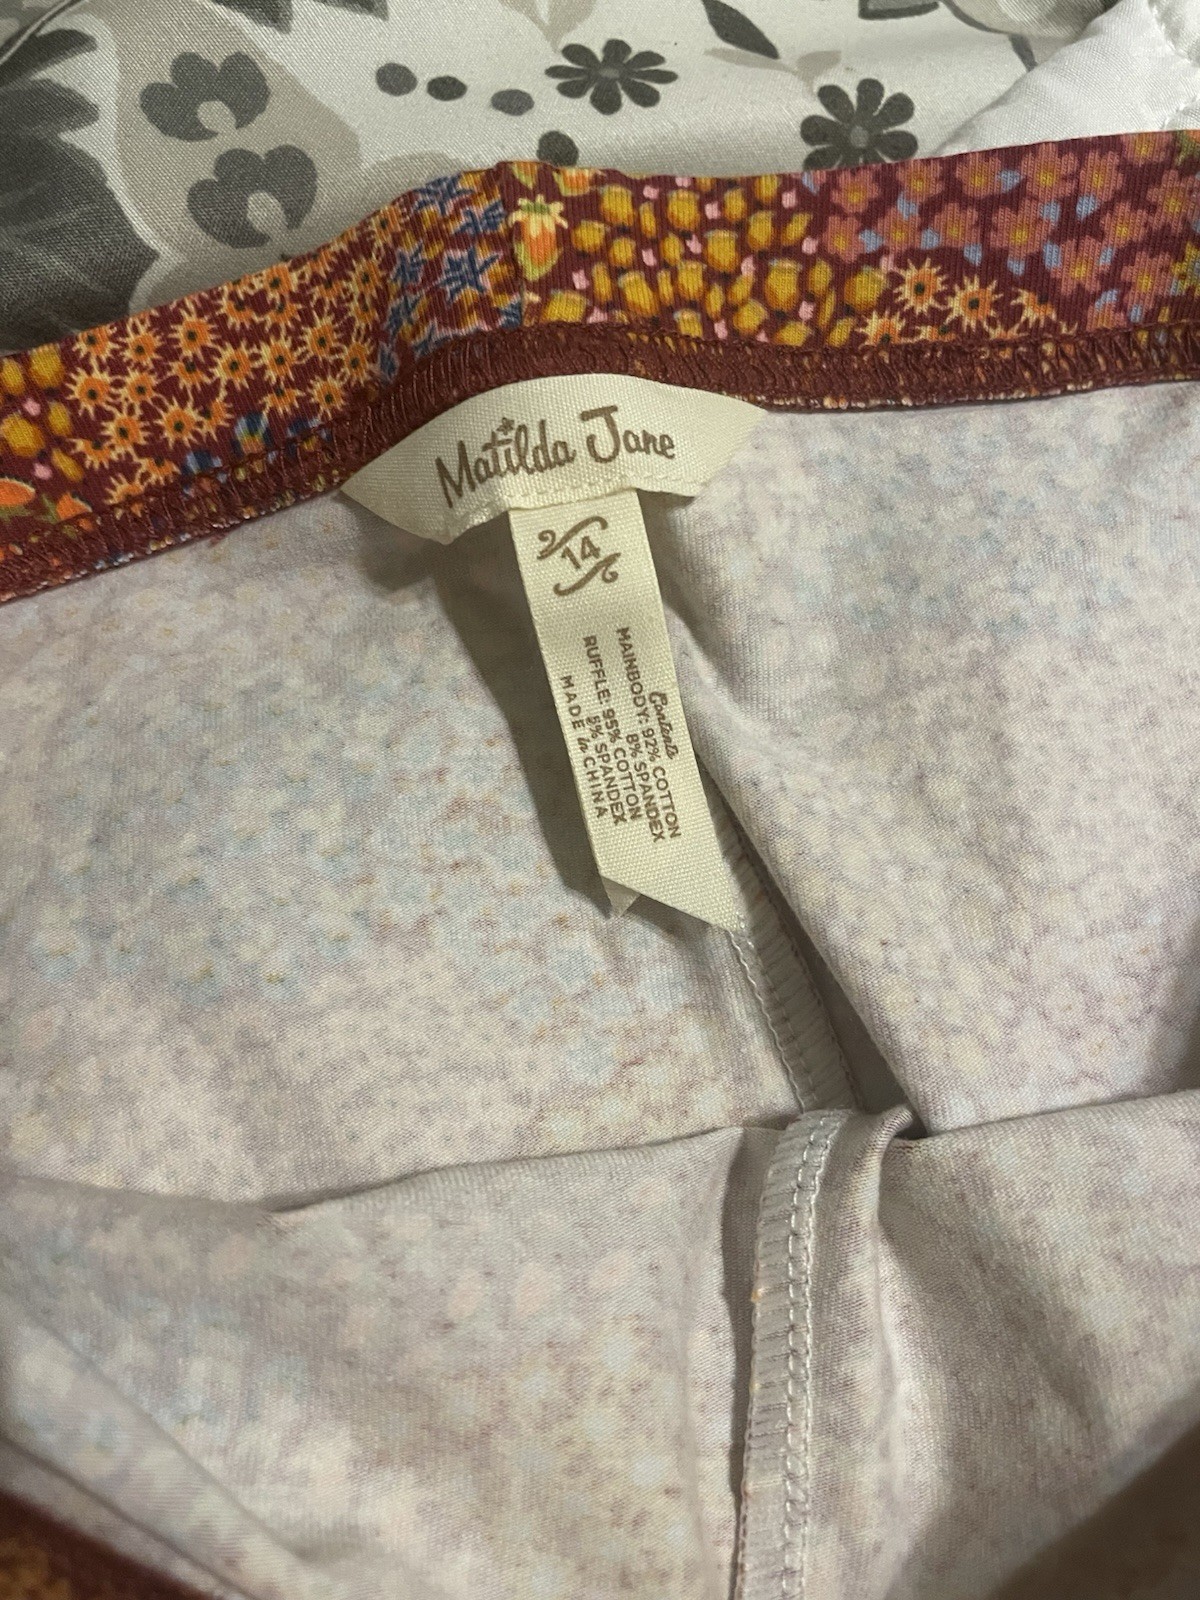 Matilda Jane
14
Contents
MAINBODY: 92% COTTON
8% SPANDEX
RUFFLE: 95% COTTON
5% SPANDEX
MADE in CHINA